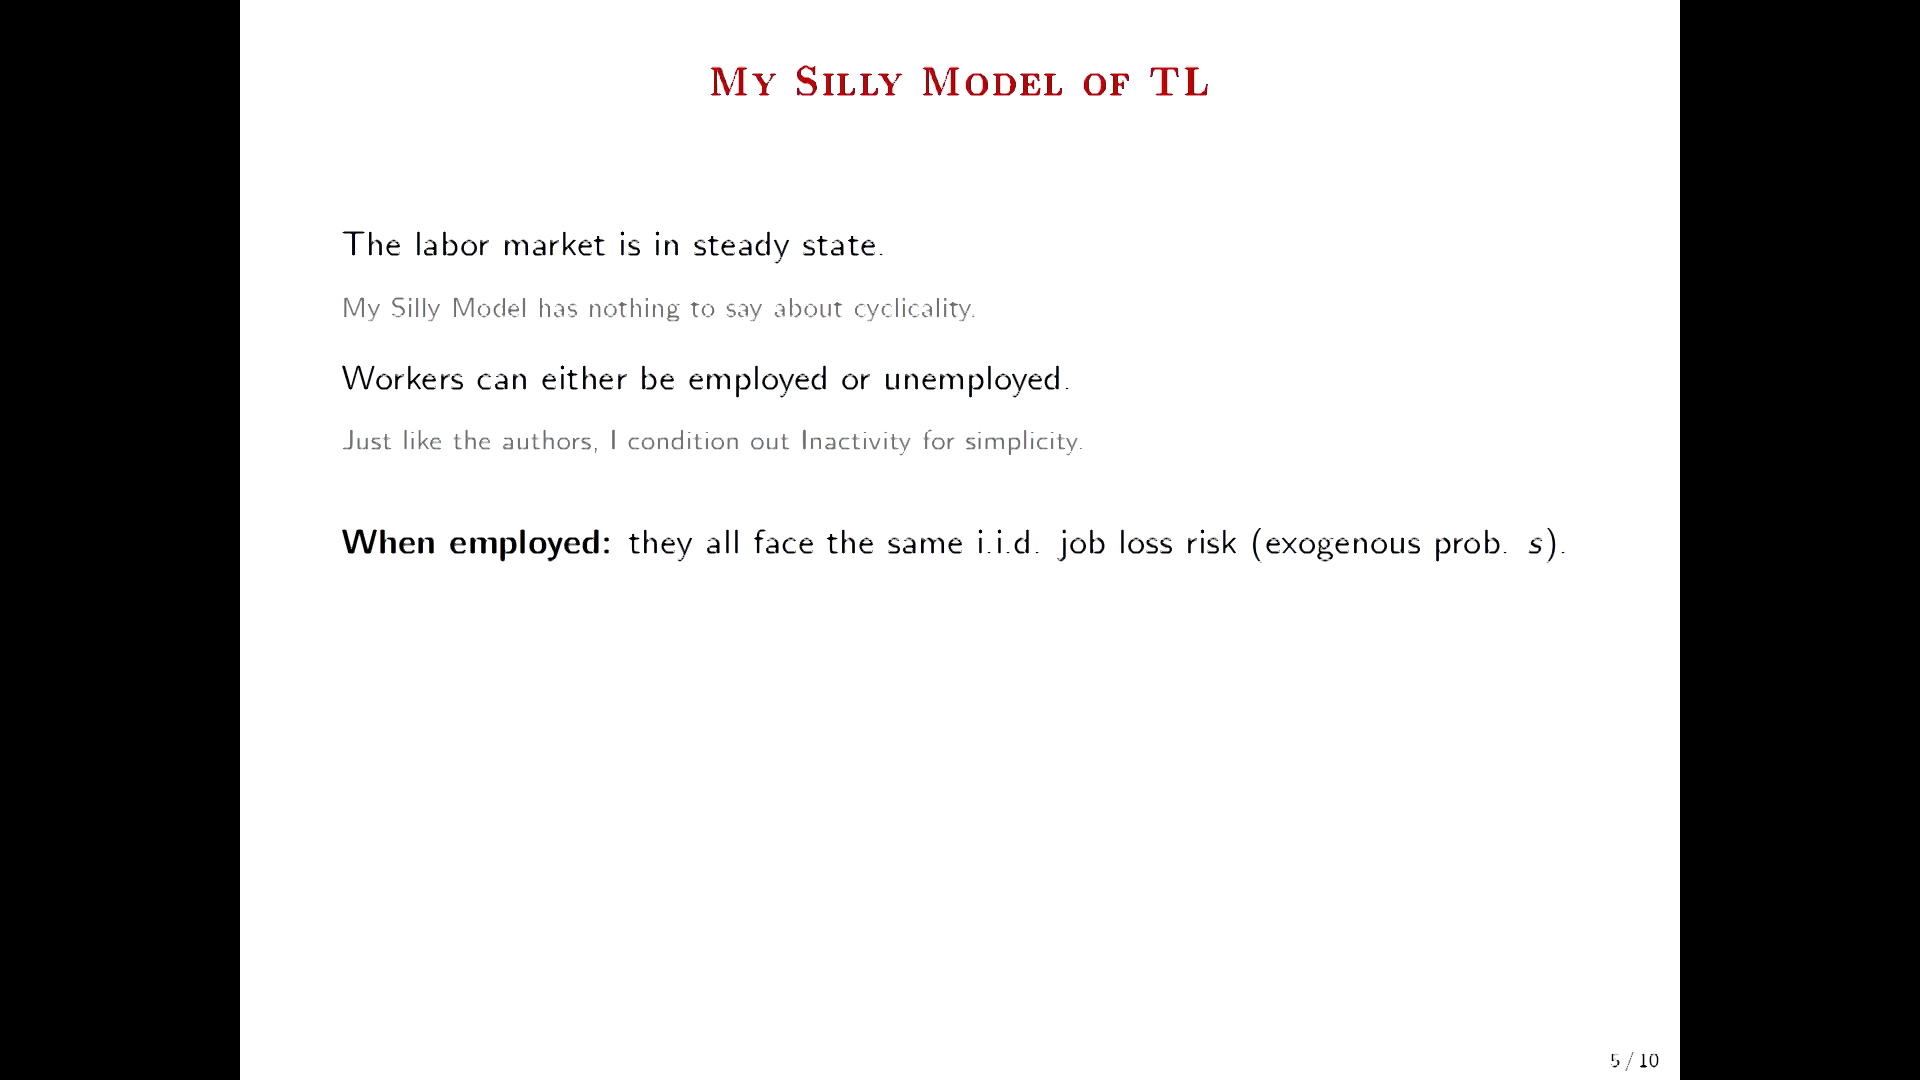 My Silly Model of TL
The labor market is in steady state.
My Silly Model has nothing to say about cyclicality.
Workers can either be employed or unemployed.
Just like the authors, I condition out Inactivity for simplicity.
When employed: they all face the same i.i.d. job loss risk (exogenous prob. s).
5 / 10